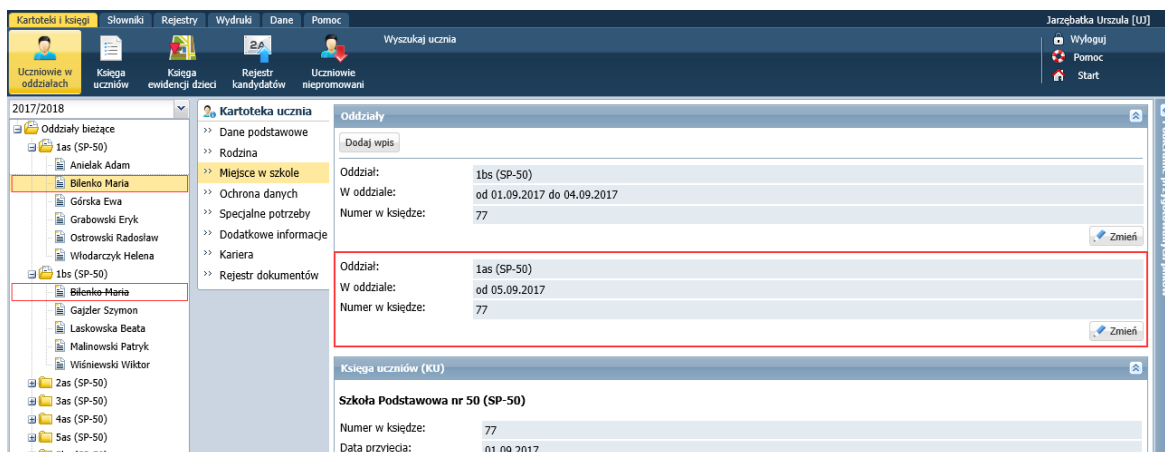 Kartoteki i księgi Słowniki Rejestry Wydruki Dane Pomoc Jarzębatka Urszula [UJ]
Uczniowie w oddziałach
Księga uczniów
Księga ewidencji dzieci
Rejestr kandydatów
Uczniowie niepromowani
Wyszukaj ucznia
Wyloguj
Pomoc
Start
2017/2018
Oddziały bieżące
1as (SP-50)
Anielak Adam
Bilenko Maria
Górska Ewa
Grabowski Eryk
Ostrowski Radosław
Włodarczyk Helena
1bs (SP-50)
Bilenko Maria
Gajzler Szymon
Laskowska Beata
Malinowski Patryk
Wiśniewski Wiktor
2as (SP-50)
3as (SP-50)
4as (SP-50)
5as (SP-50)
Kartoteka ucznia
Dane podstawowe
Rodzina
Miejsce w szkole
Ochrona danych
Specjalne potrzeby
Dodatkowe informacje
Kariera
Rejestr dokumentów
Oddziały
Dodaj wpis
Oddział: 1bs (SP-50)
W oddziale: od 01.09.2017 do 04.09.2017
Numer w księdze: 77
Zmień
Oddział: 1as (SP-50)
W oddziale: od 05.09.2017
Numer w księdze: 77
Zmień
Księga uczniów (KU)
Szkoła Podstawowa nr 50 (SP-50)
Numer w księdze: 77
Data przyjęcia: 01.09.2017